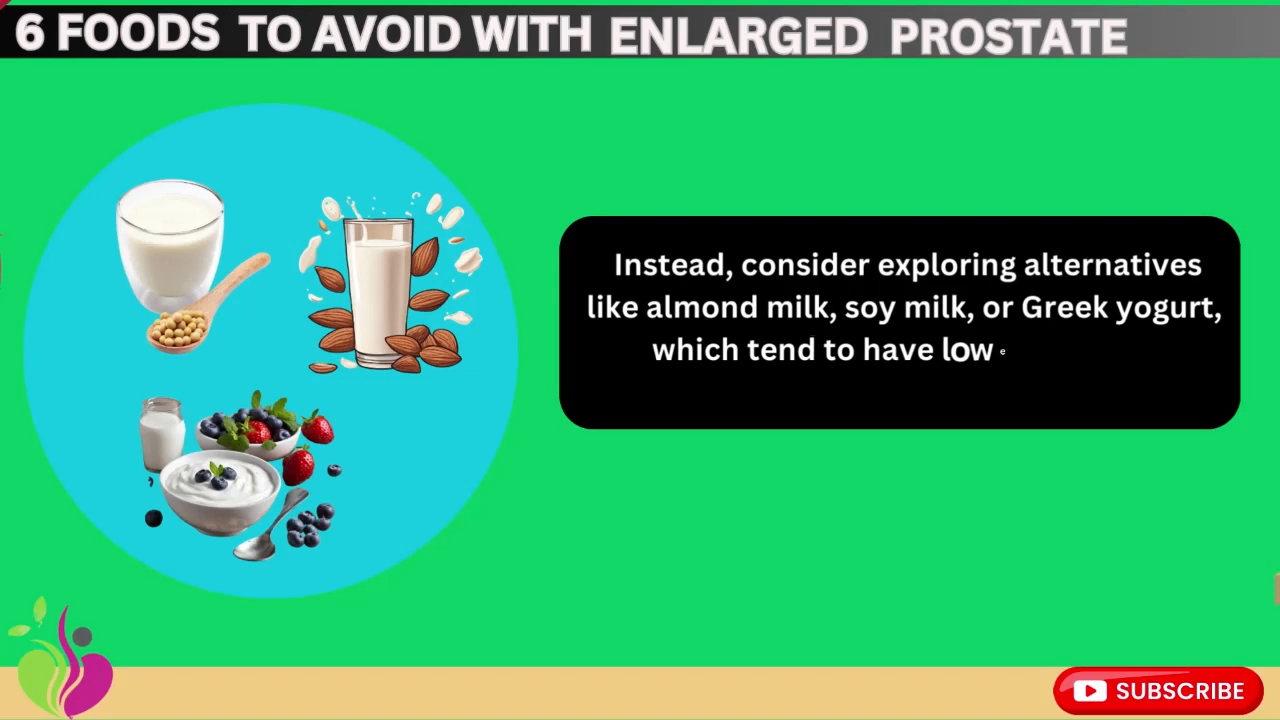 6 FOODS TO AVOID WITH ENLARGED PROSTATE
Instead, consider exploring alternatives
like almond milk, soy milk, or Greek yogurt,
which tend to have low e
SUBSCRIBE